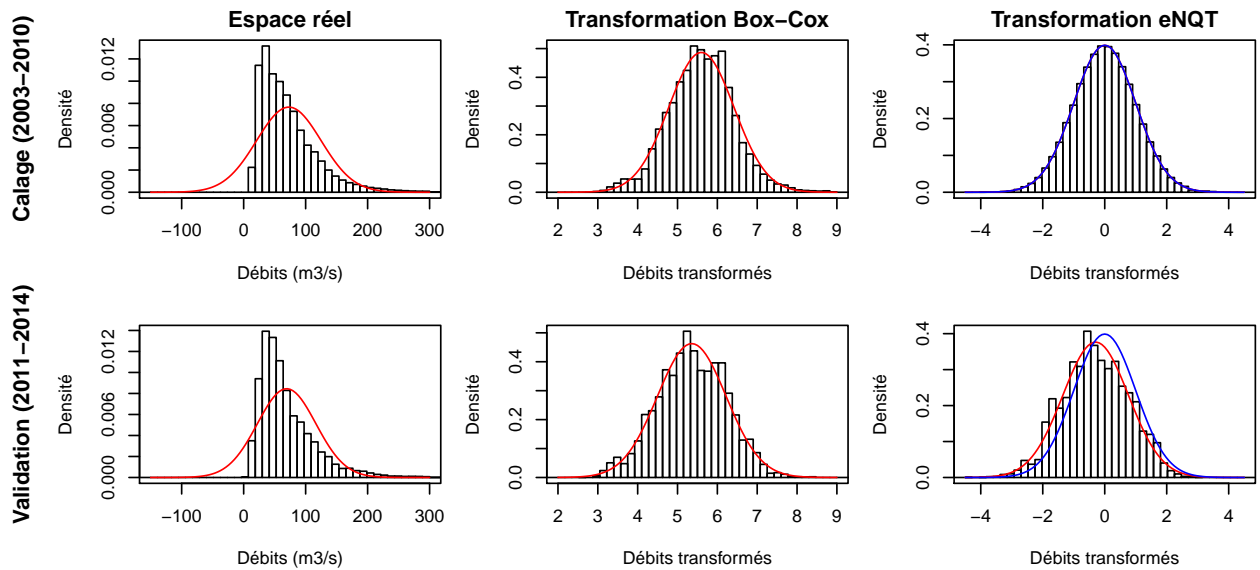 Espace réel
Transformation Box−Cox
Transformation eNQT
Calage (2003−2010)
Densité
0.000 0.006 0.012
−100 0 100 200 300
Débits (m3/s)
Densité
0.0 0.2 0.4
2 3 4 5 6 7 8 9
Débits transformés
Densité
0.0 0.2 0.4
−4 −2 0 2 4
Débits transformés
Validation (2011−2014)
Densité
0.000 0.006 0.012
−100 0 100 200 300
Débits (m3/s)
Densité
0.0 0.2 0.4
2 3 4 5 6 7 8 9
Débits transformés
Densité
0.0 0.2 0.4
−4 −2 0 2 4
Débits transformés